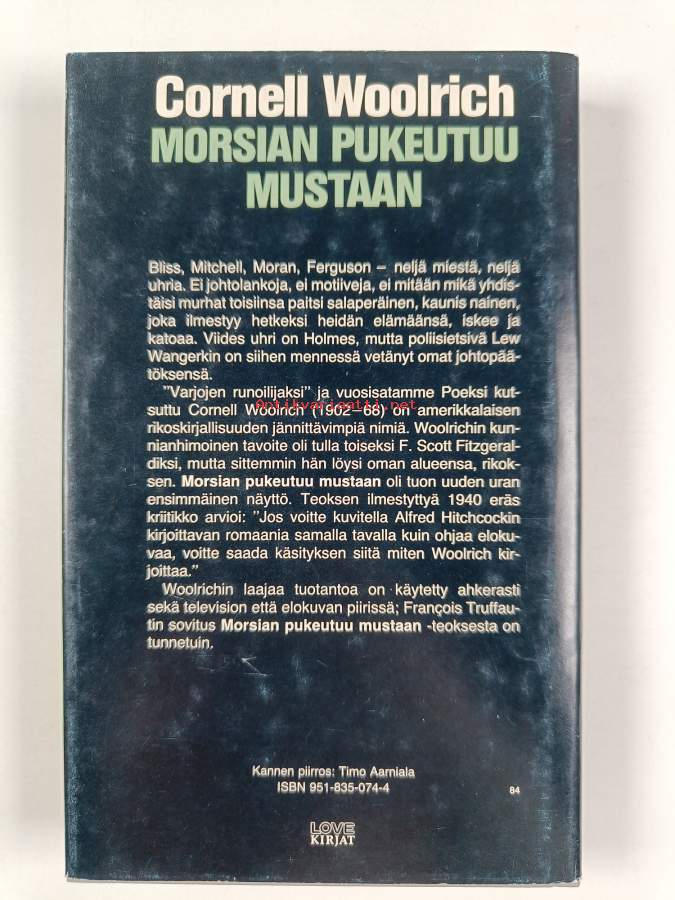 Cornell Woolrich
MORSIAN PUKEUTUU
MUSTAAN
Bliss, Mitchell, Moran, Ferguson – neljä miestä, neljä
uhria. Ei johtolankoja, ei motiiveja, ei mitään mikä yhdis-
täisi murhat toisiinsa paitsi salaperäinen, kaunis nainen,
joka ilmestyy hetkeksi heidän elämäänsä, iskee ja
katoaa. Viides uhri on Holmes, mutta poliisietsivä Lew
Wangerkin on siihen mennessä vetänyt omat johtopää-
töksensä.
"Varjojen runoilijaksi" ja vuosisatamme Poeksi kut-
Antikvariaatti.net
suttu Cornell Woolrich (1902–68) on amerikkalaisen
rikoskirjallisuuden jännittävimpiä nimiä. Woolrichin kun-
nianhimoinen tavoite oli tulla toiseksi F. Scott Fitzgeral-
diksi, mutta sittemmin hän löysi oman alueensa, rikok-
sen. Morsian pukeutuu mustaan oli tuon uuden uran
ensimmäinen näyttö. Teoksen ilmestyttyä 1940 eräs
kriitikko arvioi: "Jos voitte kuvitella Alfred Hitchcockin
kirjoittavan romaania samalla tavalla kuin ohjaa eloku-
vaa, voitte saada käsityksen siitä miten Woolrich kir-
joittaa."
Woolrichin laajaa tuotantoa on käytetty ahkerasti
sekä television että elokuvan piirissä; François Truffau-
tin sovitus Morsian pukeutuu mustaan -teoksesta on
tunnetuin.
Kannen piirros: Timo Aarniala
ISBN 951-835-074-4
84
LOVE
KIRJAT